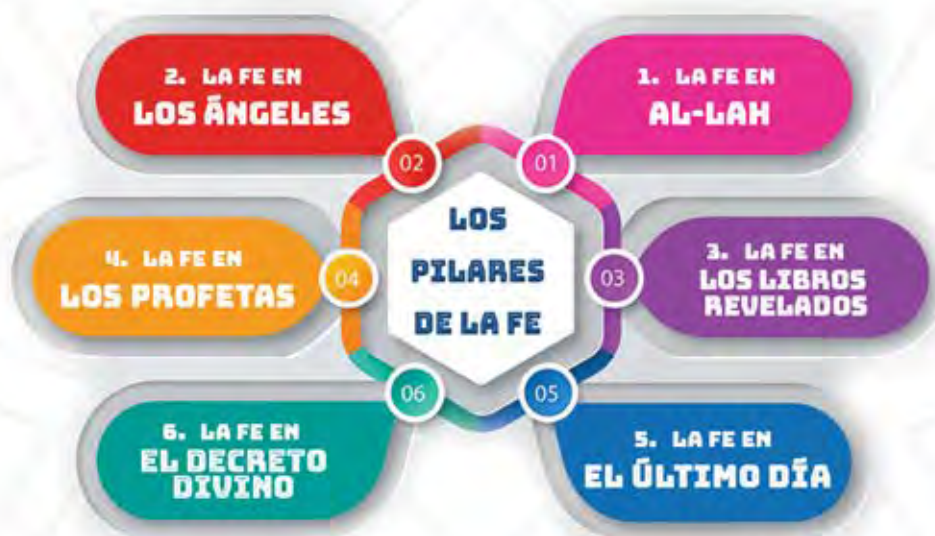 LOS
PILARES
DE LA FE
1. LA FE EN
AL-LAH
01
2. LA FE EN
LOS ÁNGELES
02
3. LA FE EN
LOS LIBROS
REVELADOS
03
4. LA FE EN
LOS PROFETAS
04
5. LA FE EN
EL ÚLTIMO DÍA
05
6. LA FE EN
EL DECRETO
DIVINO
06